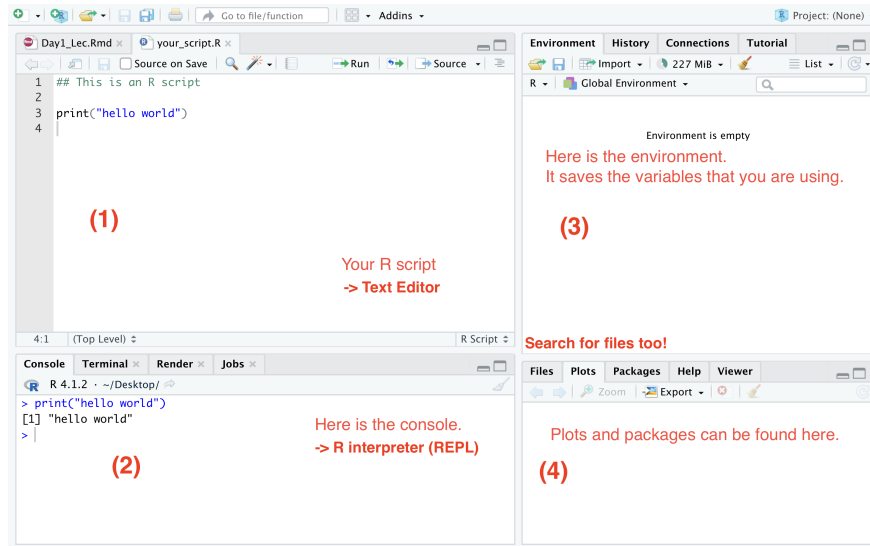 Go to file/function Addins Project: (None)
Day1_Lec.Rmd your_script.R
Source on Save Run Source
1 ## This is an R script
2
3 print("hello world")
4
(1)
Your R script
-> Text Editor
4:1 (Top Level) R Script
Console Terminal Render Jobs
R 4.1.2 · ~/Desktop/
> print("hello world")
[1] "hello world"
>
Here is the console.
-> R interpreter (REPL)
(2)
Environment History Connections Tutorial
Import 227 MiB List
R Global Environment
Environment is empty
Here is the environment.
It saves the variables that you are using.
(3)
Search for files too!
Files Plots Packages Help Viewer
Zoom Export
Plots and packages can be found here.
(4)